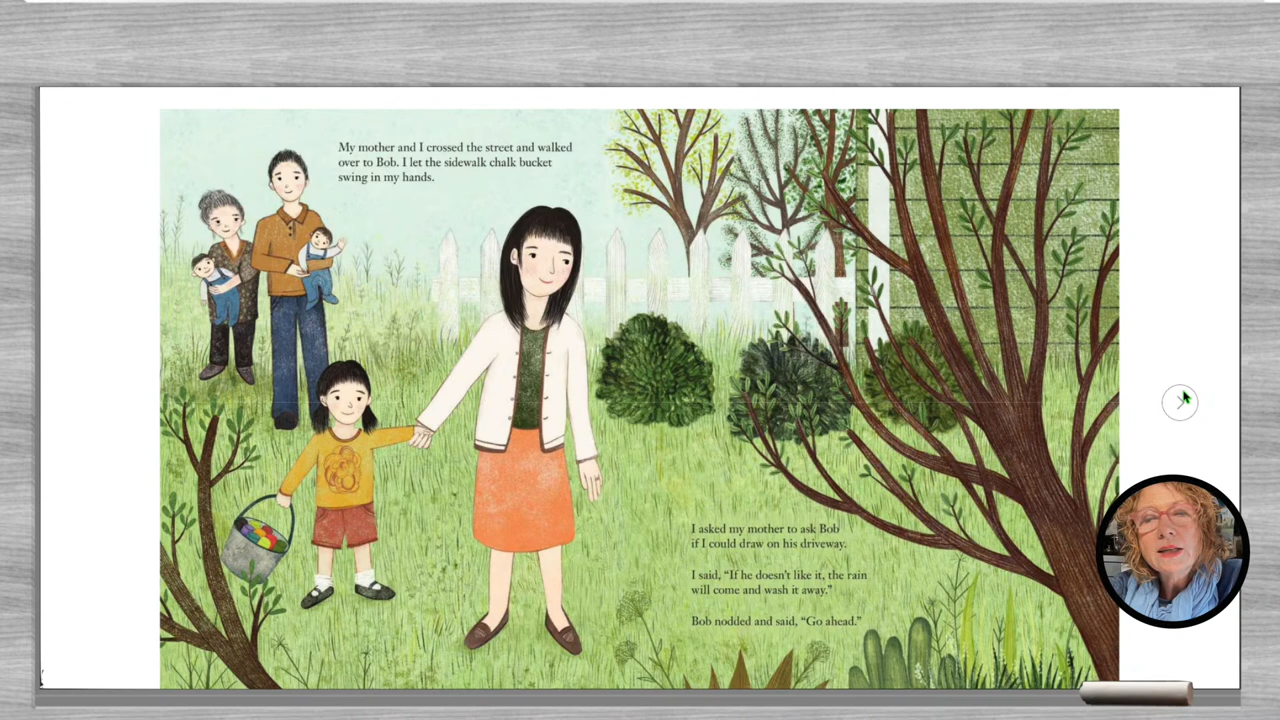 My mother and I crossed the street and walked
over to Bob. I let the sidewalk chalk bucket
swing in my hands.
I asked my mother to ask Bob
if I could draw on his driveway.
I said, “If he doesn’t like it, the rain
will come and wash it away.”
Bob nodded and said, “Go ahead.”